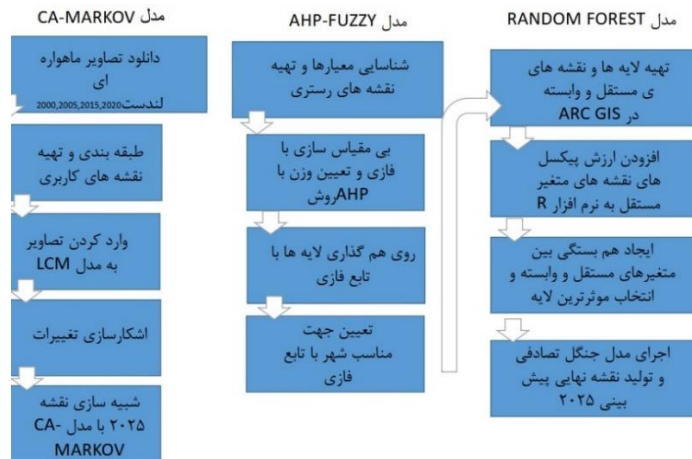 مدل RANDOM FOREST
تهیه لایه ها و نقشه های
ی مستقل و وابسته
در ARC GIS
افزودن ارزش پیکسل
های نقشه های متغیر
مستقل به نرم افزار R
ایجاد هم بستگی بین
متغیرهای مستقل و وابسته و
انتخاب موثرترین لایه
اجرای مدل جنگل تصادفی
و تولید نقشه نهایی پیش
بینی ۲۰۲۵
مدل AHP-FUZZY
شناسایی معیارها و تهیه
نقشه های رستری
بی مقیاس سازی با
فازی و تعیین وزن با
روشAHP
روی هم گذاری لایه ها با
تابع فازی
تعیین جهت
مناسب شهر با تابع
فازی
مدل CA-MARKOV
دانلود تصاویر ماهواره
ای
لندست2000,2005,2015,2020
طبقه بندی و تهیه
نقشه های کاربری
وارد کردن تصاویر
به مدل LCM
اشکارسازی تغییرات
شبیه سازی نقشه
۲۰۲۵ با مدل CA-
MARKOV